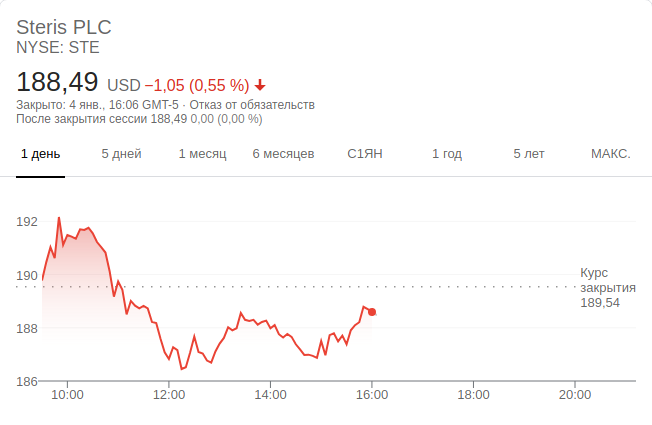 Steris PLC
NYSE: STE
188,49 USD −1,05 (0,55 %)
Закрыто: 4 янв., 16:06 GMT-5 · Отказ от обязательств
После закрытия сессии 188,49 0,00 (0,00 %)
1 день 5 дней 1 месяц 6 месяцев С1ЯН 1 год 5 лет МАКС.
192
190
Курс
закрытия
189,54
188
186
10:00 12:00 14:00 16:00 18:00 20:00